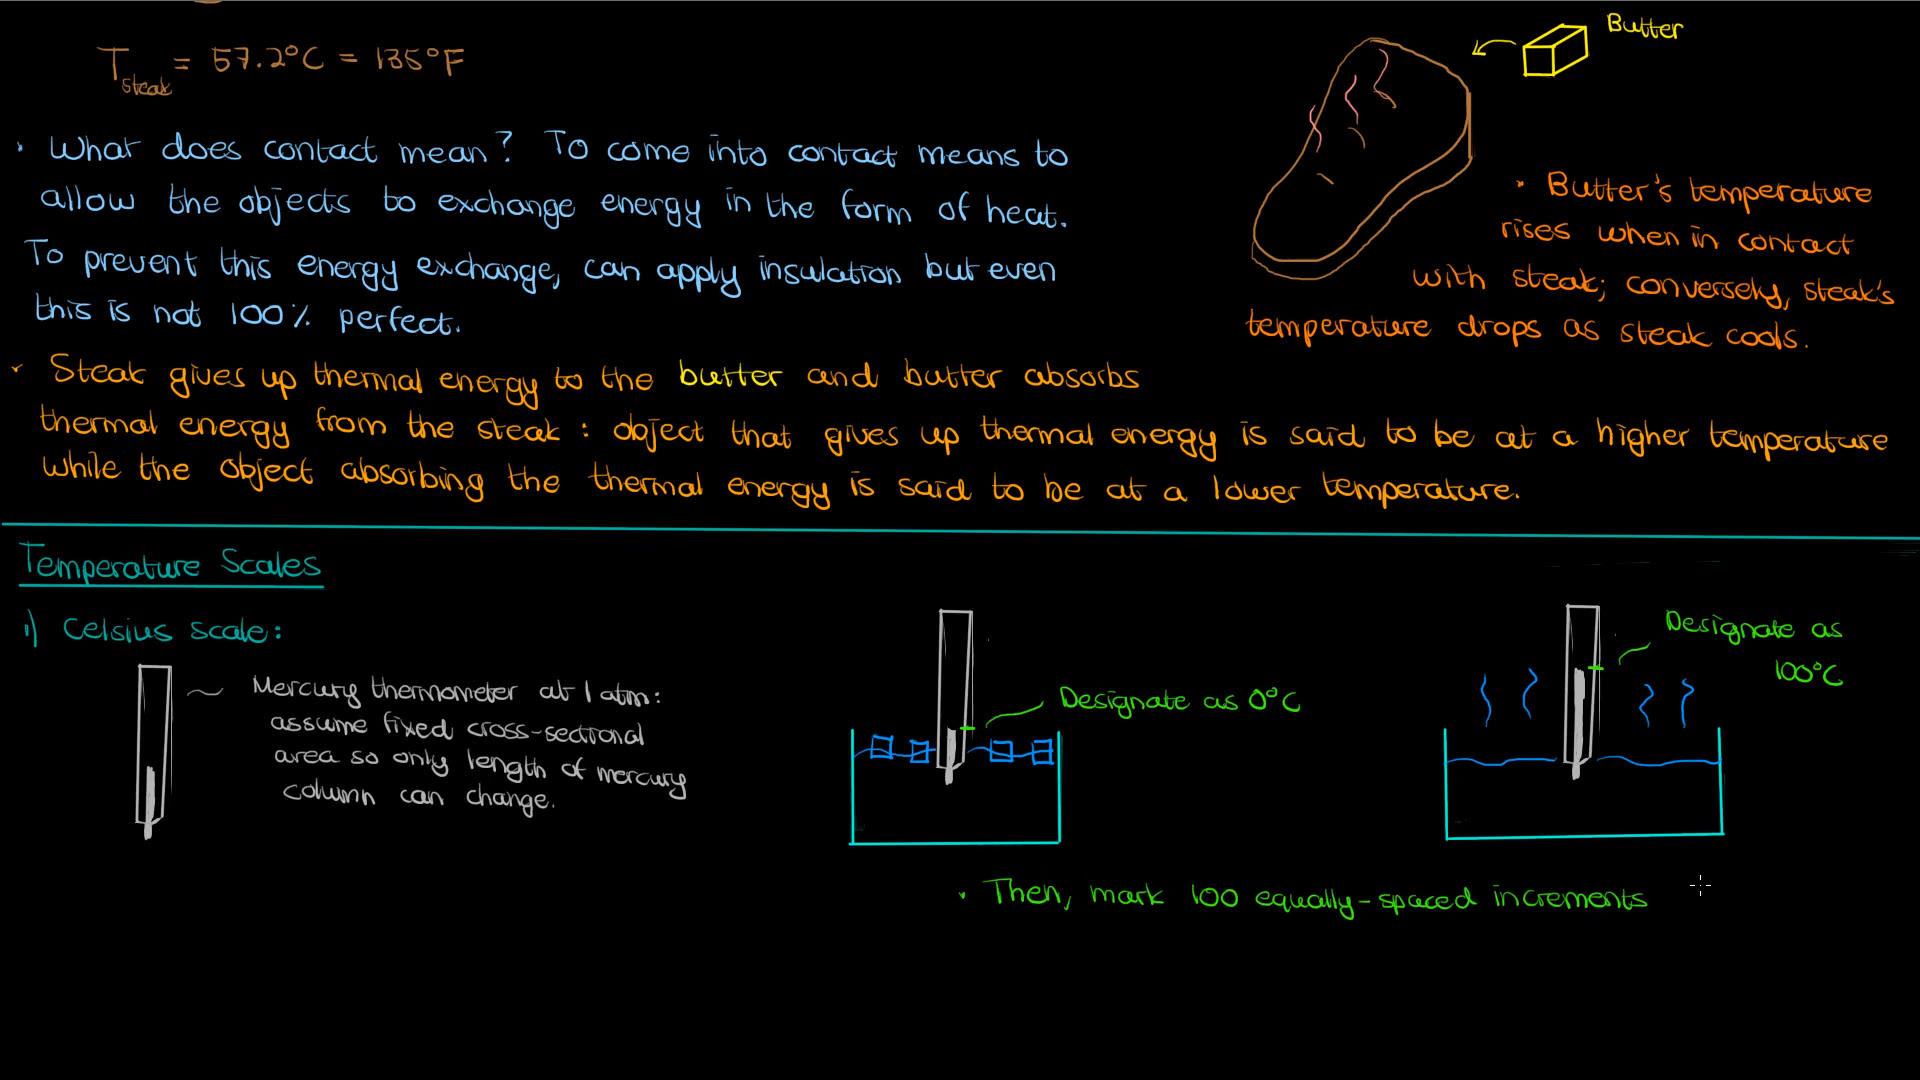 T steak = 57.2°C = 135°F
Butter
• What does contact mean? To come into contact means to
allow the objects to exchange energy in the form of heat.
To prevent this energy exchange, can apply insulation but even
this is not 100% perfect.
• Butter's temperature
rises when in contact
with steak; conversely, steak's
temperature drops as steak cools.
• Steak gives up thermal energy to the butter and butter absorbs
thermal energy from the steak : object that gives up thermal energy is said to be at a higher temperature
while the object absorbing the thermal energy is said to be at a lower temperature.
Temperature Scales
1) Celsius scale:
Mercury thermometer at 1 atm:
assume fixed cross-sectional
area so only length of mercury
column can change.
Designate as 0°C
Designate as
100°C
• Then, mark 100 equally-spaced increments